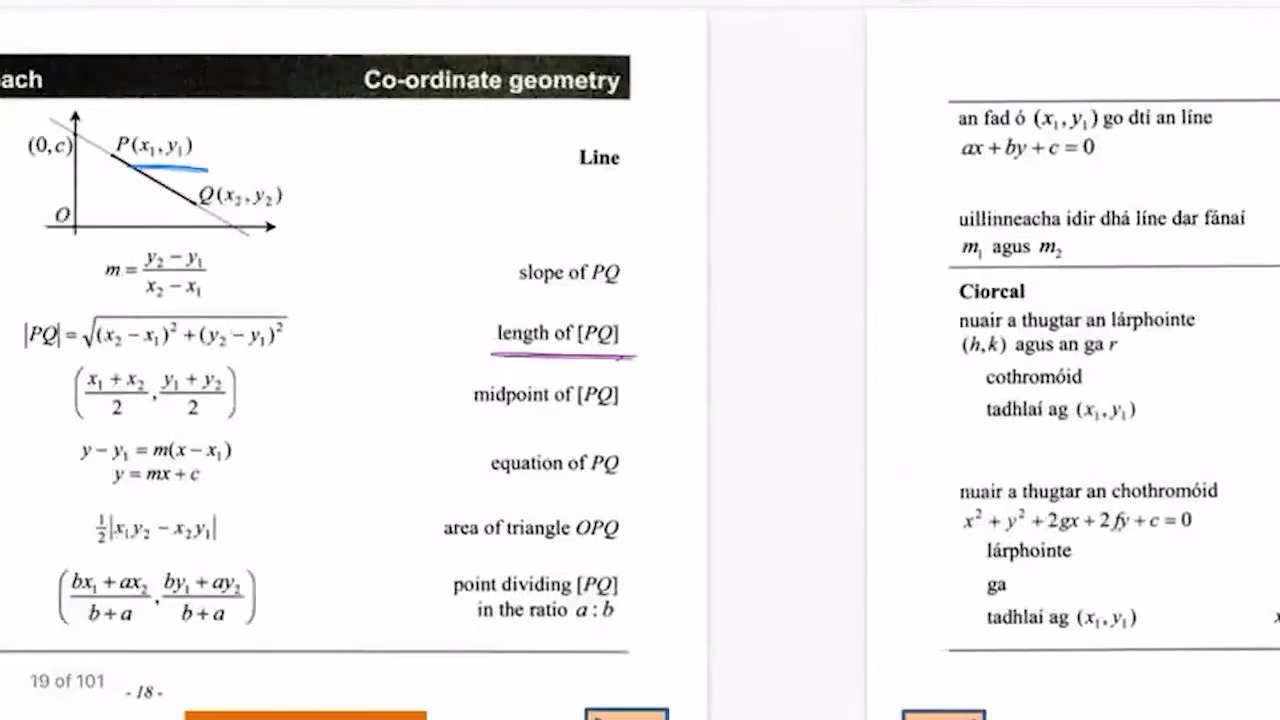 ach Co-ordinate geometry
(0,c) P(x₁,y₁)
Line
Q(x₂,y₂)
O
m = (y₂ − y₁)/(x₂ − x₁) slope of PQ
|PQ| = √((x₂ − x₁)² + (y₂ − y₁)²) length of [PQ]
((x₁ + x₂)/2, (y₁ + y₂)/2) midpoint of [PQ]
y − y₁ = m(x − x₁)
y = mx + c equation of PQ
½|x₁y₂ − x₂y₁| area of triangle OPQ
((bx₁ + ax₂)/(b + a), (by₁ + ay₂)/(b + a)) point dividing [PQ]
in the ratio a : b
19 of 101
- 18 -
an fad ó (x₁, y₁) go dtí an líne
ax + by + c = 0
uillinneacha idir dhá líne dar fánaí
m₁ agus m₂
Ciorcal
nuair a thugtar an lárphointe
(h, k) agus an ga r
cothromóid
tadhlaí ag (x₁, y₁)
nuair a thugtar an chothromóid
x² + y² + 2gx + 2fy + c = 0
lárphointe
ga
tadhlaí ag (x₁, y₁)